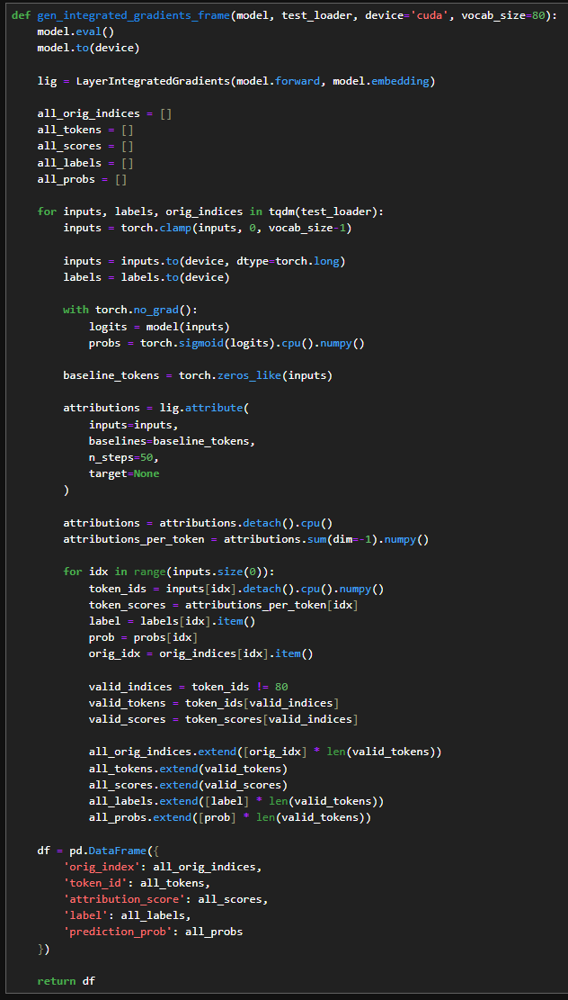 def gen_integrated_gradients_frame(model, test_loader, device='cuda', vocab_size=80):
    model.eval()
    model.to(device)

    lig = LayerIntegratedGradients(model.forward, model.embedding)

    all_orig_indices = []
    all_tokens = []
    all_scores = []
    all_labels = []
    all_probs = []

    for inputs, labels, orig_indices in tqdm(test_loader):
        inputs = torch.clamp(inputs, 0, vocab_size-1)

        inputs = inputs.to(device, dtype=torch.long)
        labels = labels.to(device)

        with torch.no_grad():
            logits = model(inputs)
            probs = torch.sigmoid(logits).cpu().numpy()

        baseline_tokens = torch.zeros_like(inputs)

        attributions = lig.attribute(
            inputs=inputs,
            baselines=baseline_tokens,
            n_steps=50,
            target=None
        )

        attributions = attributions.detach().cpu()
        attributions_per_token = attributions.sum(dim=-1).numpy()

        for idx in range(inputs.size(0)):
            token_ids = inputs[idx].detach().cpu().numpy()
            token_scores = attributions_per_token[idx]
            label = labels[idx].item()
            prob = probs[idx]
            orig_idx = orig_indices[idx].item()

            valid_indices = token_ids != 80
            valid_tokens = token_ids[valid_indices]
            valid_scores = token_scores[valid_indices]

            all_orig_indices.extend([orig_idx] * len(valid_tokens))
            all_tokens.extend(valid_tokens)
            all_scores.extend(valid_scores)
            all_labels.extend([label] * len(valid_tokens))
            all_probs.extend([prob] * len(valid_tokens))

    df = pd.DataFrame({
        'orig_index': all_orig_indices,
        'token_id': all_tokens,
        'attribution_score': all_scores,
        'label': all_labels,
        'prediction_prob': all_probs
    })

    return df